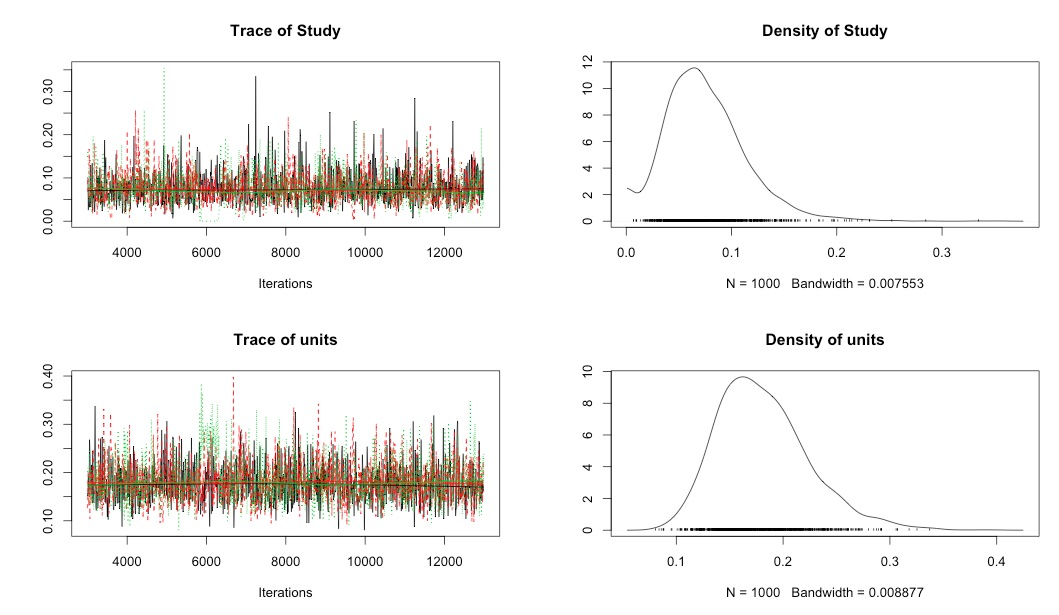 Trace of Study
0.00 0.10 0.20 0.30
4000 6000 8000 10000 12000
Iterations
Density of Study
0 2 4 6 8 10 12
0.0 0.1 0.2 0.3
N = 1000 Bandwidth = 0.007553
Trace of units
0.10 0.20 0.30 0.40
4000 6000 8000 10000 12000
Iterations
Density of units
0 2 4 6 8 10
0.1 0.2 0.3 0.4
N = 1000 Bandwidth = 0.008877